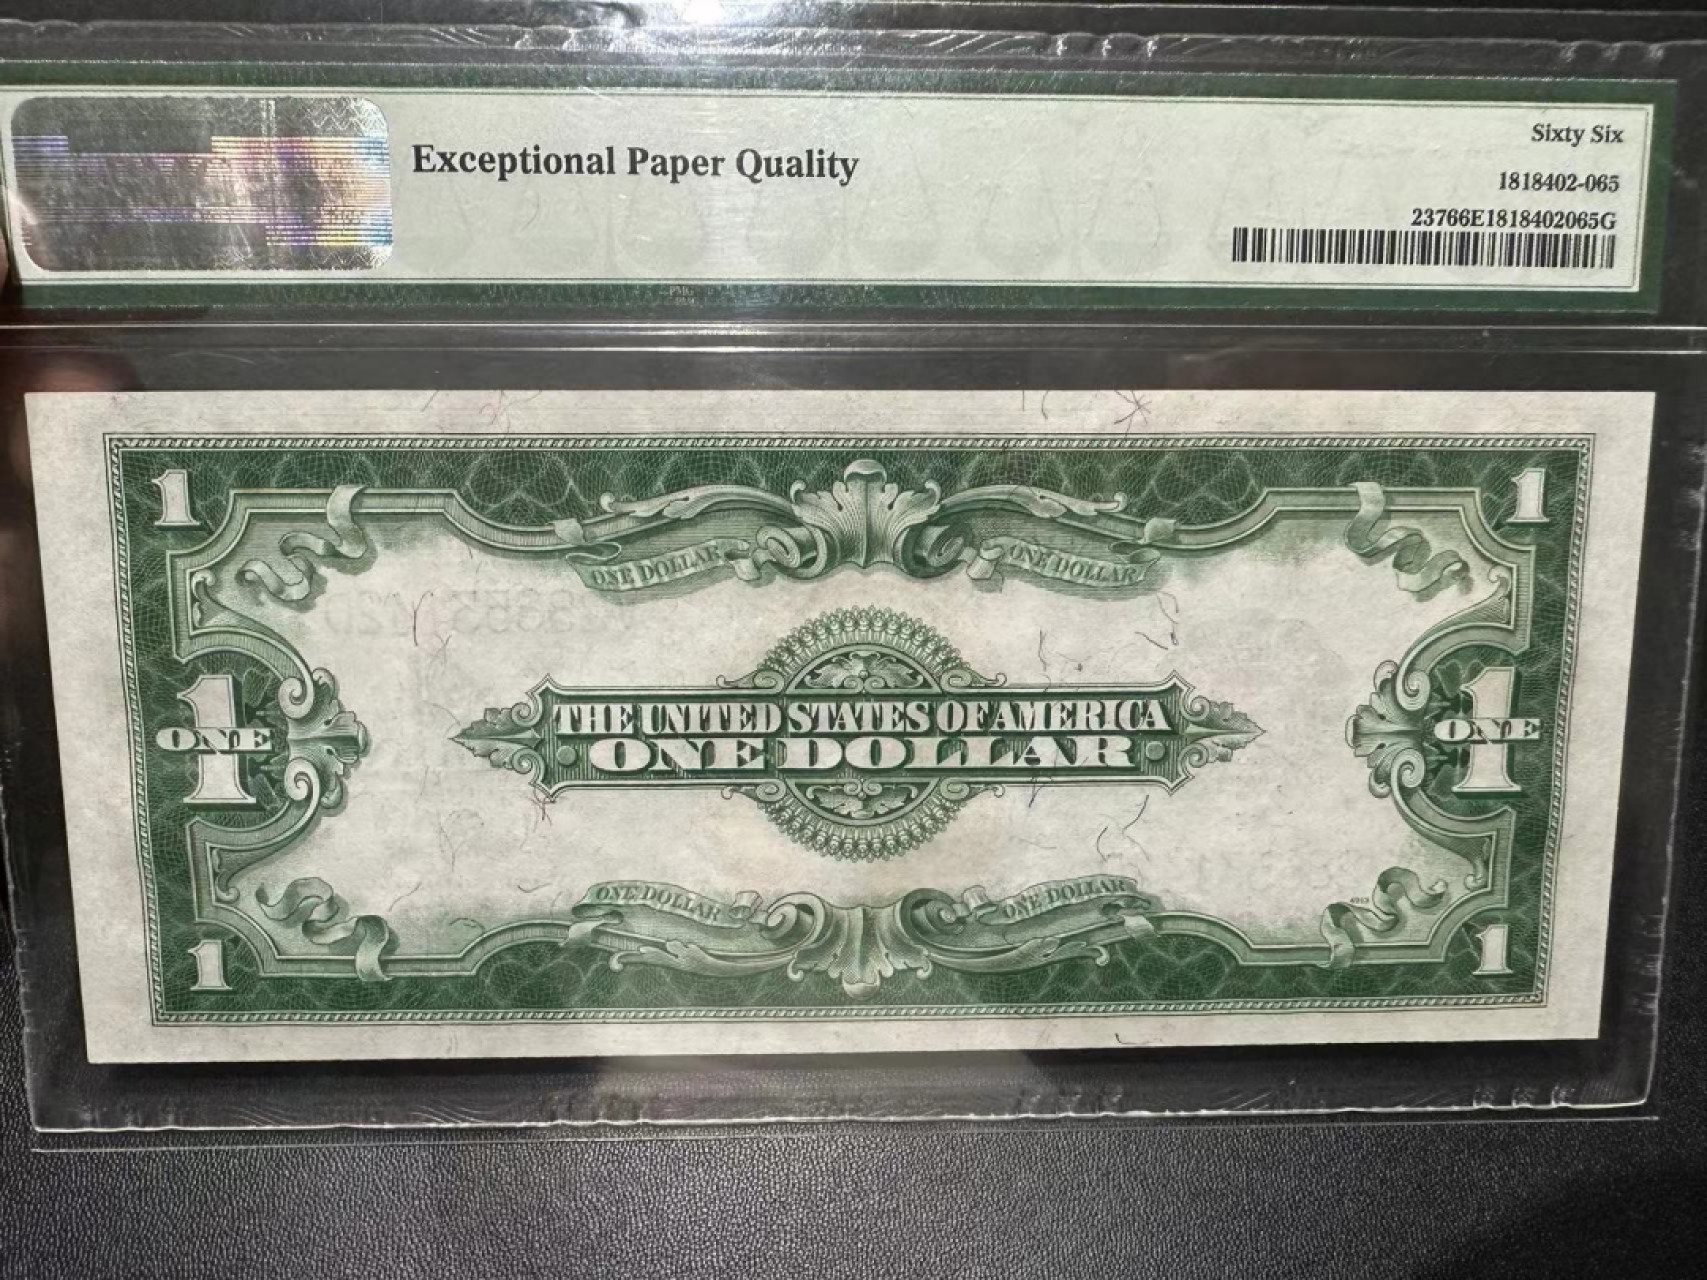 Exceptional Paper Quality
Sixty Six
1818402-065
23766E1818402065G
PMG
1
1
ONE DOLLAR
ONE DOLLAR
1 ONE
THE UNITED STATES OF AMERICA
ONE DOLLAR
1 ONE
ONE DOLLAR
ONE DOLLAR
1
1